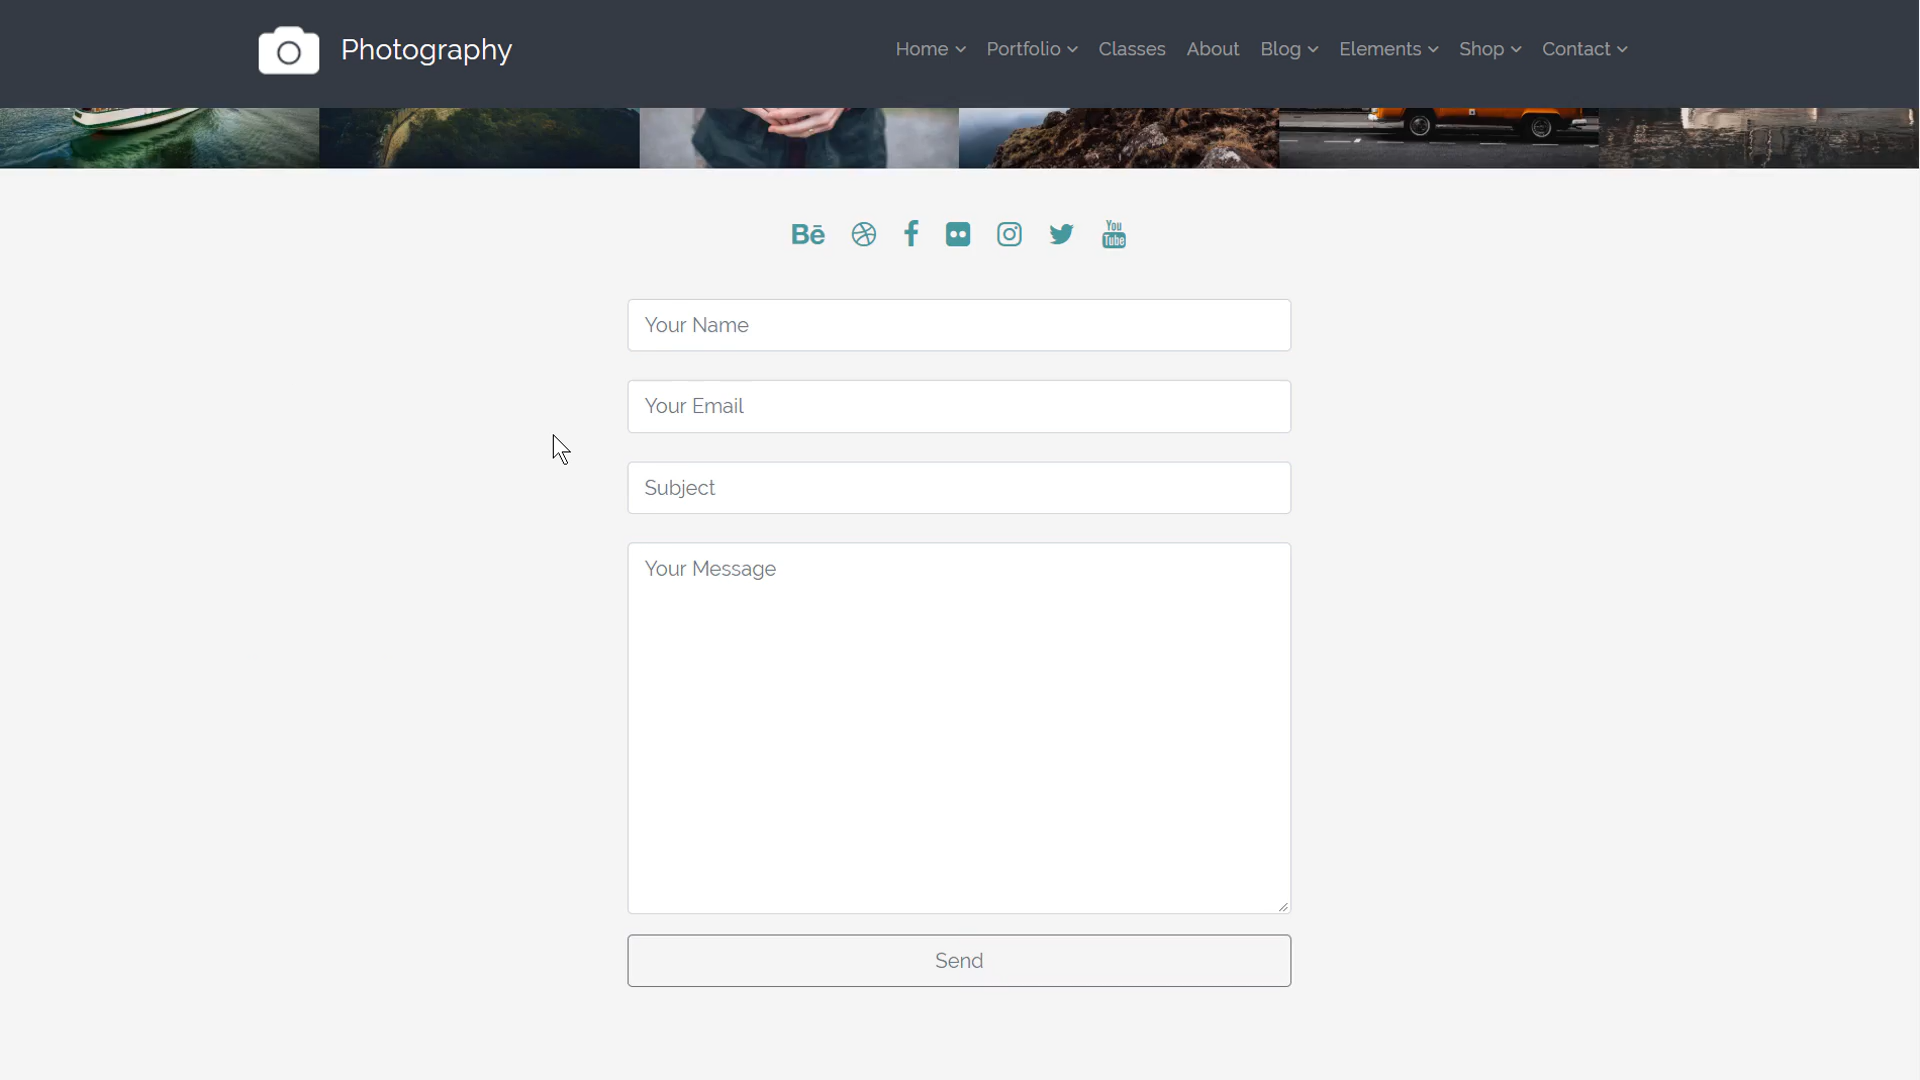 Photography
Home Portfolio Classes About Blog Elements Shop Contact
Bē
You
Tube
Your Name
Your Email
Subject
Your Message
Send